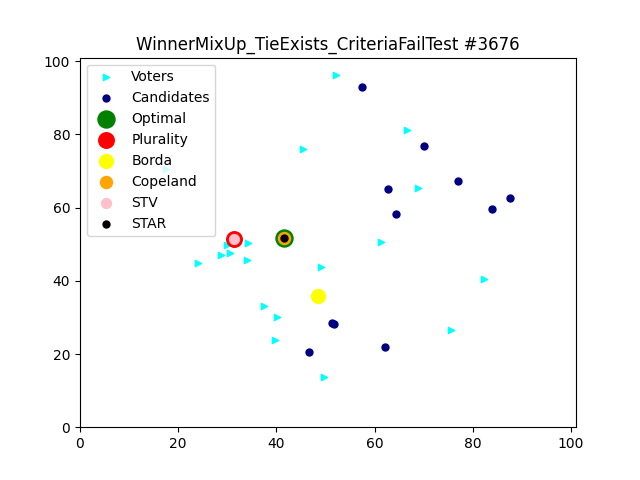 WinnerMixUp_TieExists_CriteriaFailTest #3676
100
80
60
40
20
0
Voters
Candidates
Optimal
Plurality
Borda
Copeland
STV
STAR
0 20 40 60 80 100